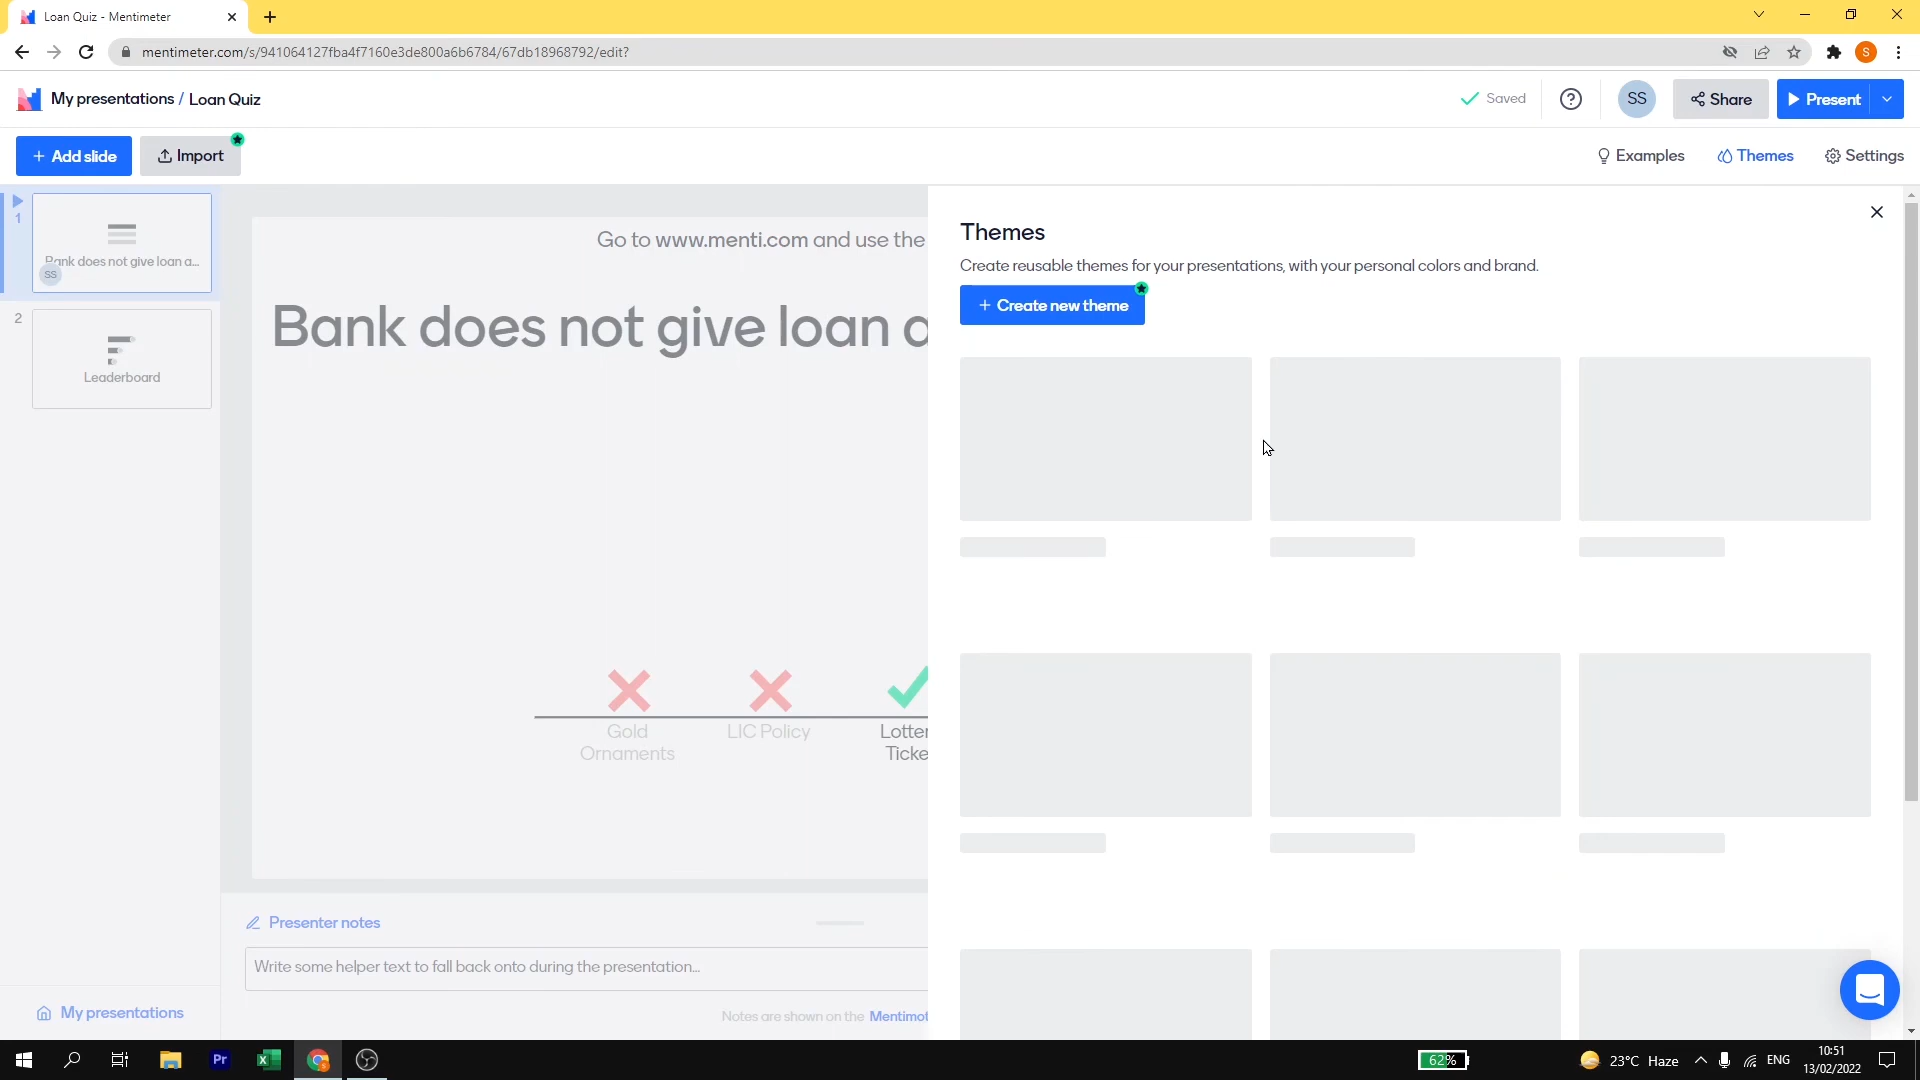 Loan Quiz - Mentimeter
mentimeter.com/s/941064127fba4f7160e3de800a6b6784/67db18968792/edit?
S
My presentations / Loan Quiz
Saved
SS
Share
Present
+ Add slide
Import
Examples
Themes
Settings
1
Bank does not give loan a...
SS
2
Leaderboard
My presentations
Go to www.menti.com and use the
Bank does not give loan a
Gold
Ornaments
LIC Policy
Lotter
Ticke
Presenter notes
Write some helper text to fall back onto during the presentation...
Notes are shown on the Mentimot
Themes
Create reusable themes for your presentations, with your personal colors and brand.
+ Create new theme
Pr
62%
23°C Haze
ENG
10:51
13/02/2022